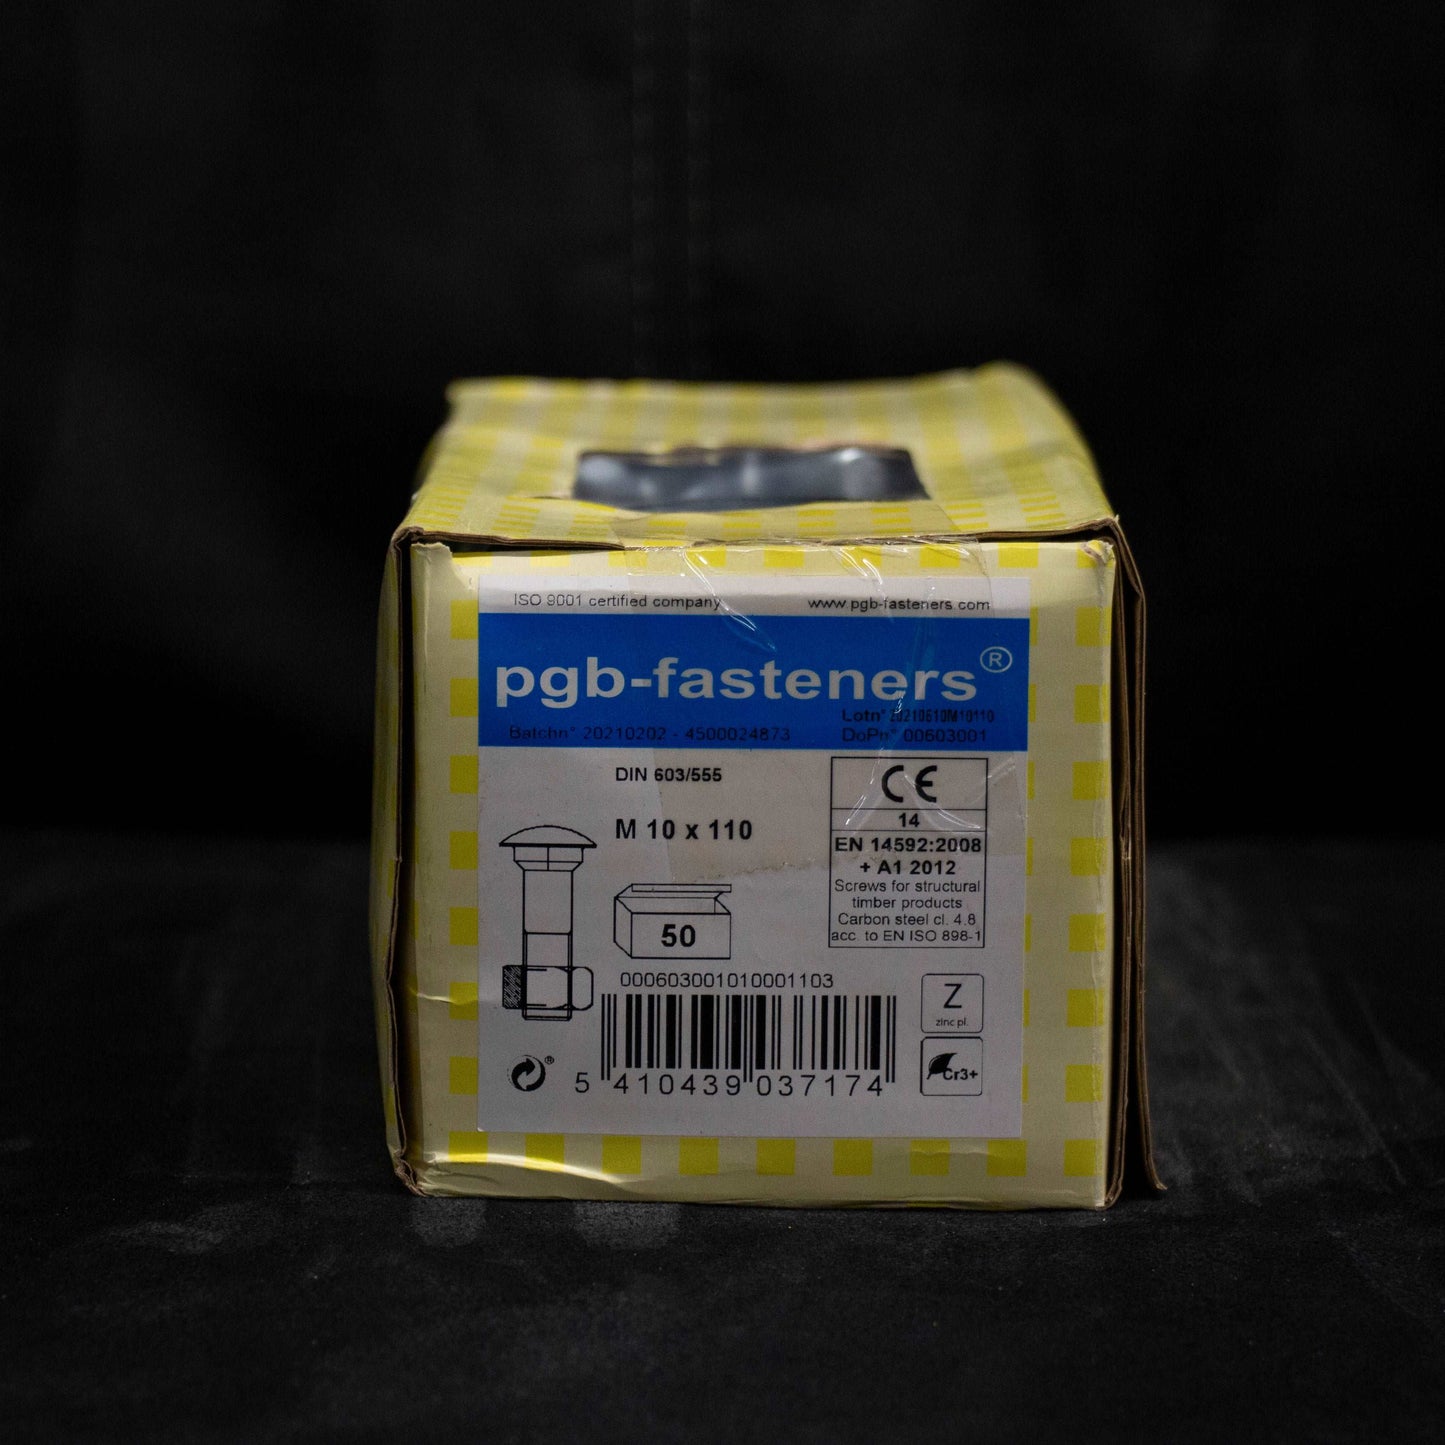 ISO 9001 certified company www.pgb-fasteners.com
pgb-fasteners®
Lotn° 20210610M10110
Batchn° 20210202 - 4500024873 DoPn° 00603001
DIN 603/555
M 10 x 110
CE
14
EN 14592:2008
+ A1 2012
Screws for structural
timber products
Carbon steel cl. 4.8
acc. to EN ISO 898-1
50
000603001010001103
Z
zinc pl.
Cr3+
®
5 410439 037174